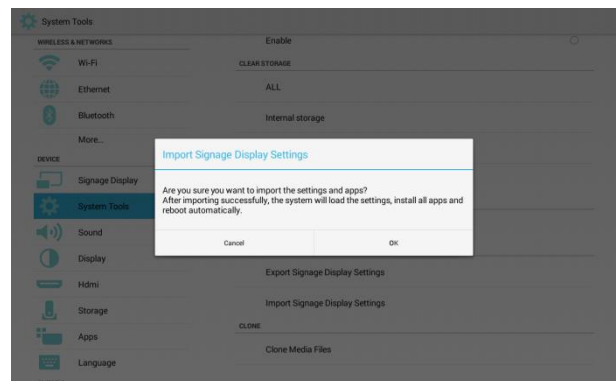 System Tools
WIRELESS & NETWORKS
Wi-Fi
Ethernet
Bluetooth
More...
DEVICE
Signage Display
System Tools
Sound
Display
Hdmi
Storage
Apps
Language
Enable
CLEAR STORAGE
ALL
Internal storage
Import Signage Display Settings
Are you sure you want to import the settings and apps?
After importing successfully, the system will load the settings, install all apps and
reboot automatically.
Cancel
OK
Export Signage Display Settings
Import Signage Display Settings
CLONE
Clone Media Files